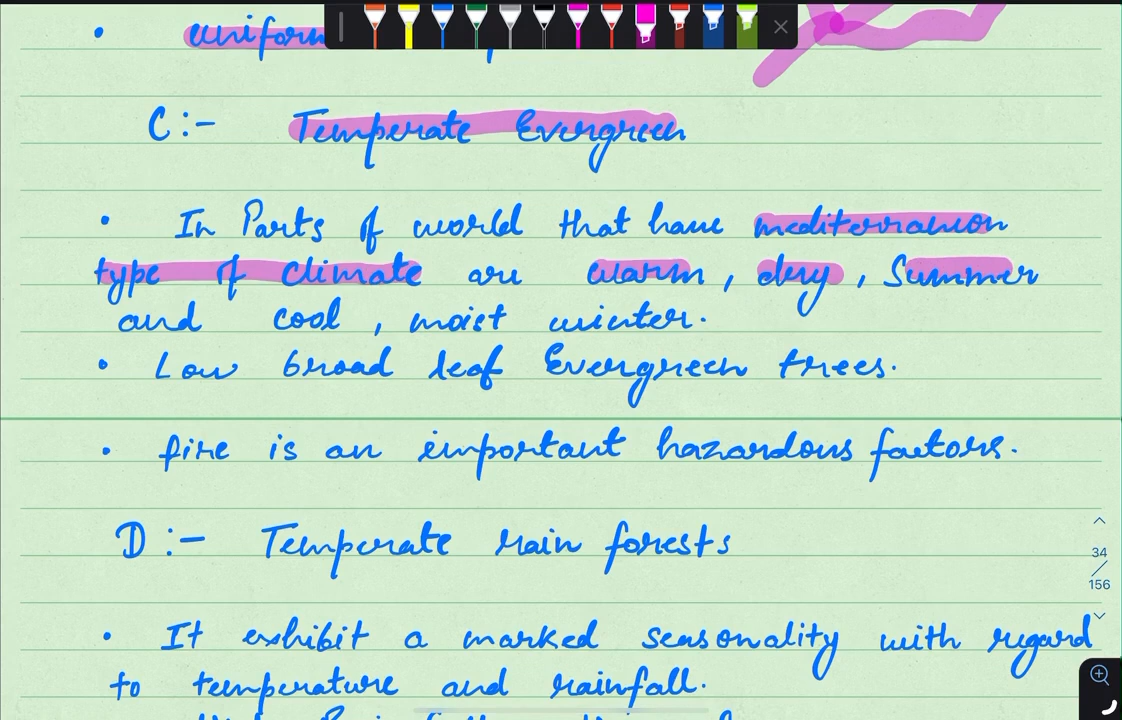 • uniform
C:- Temperate Evergreen
• In Parts of world that have mediterranean
type of climate are warm, dry, Summer
and cool, moist winter.
• Low broad leaf Evergreen trees.
• fire is an important hazardous factors.
D:- Temperate rain forests
• It exhibit a marked seasonality with regard
to temperature and rainfall.
34
/
156